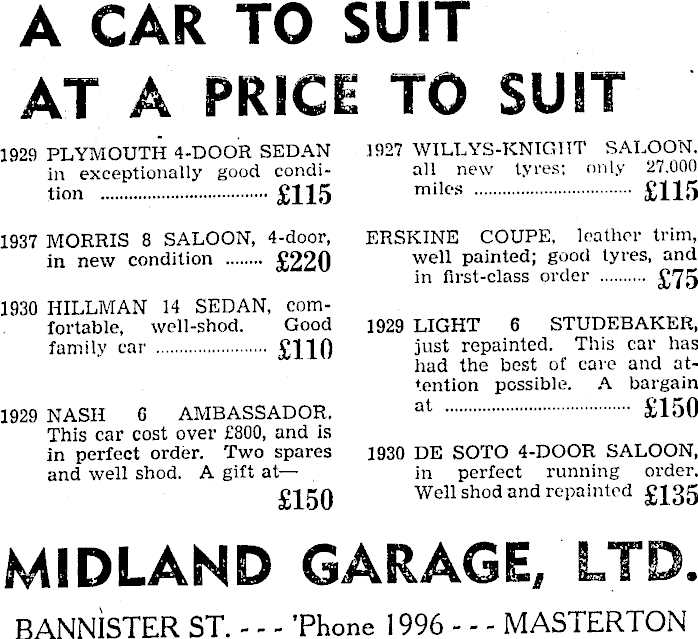 A CAR TO SUIT
AT A PRICE TO SUIT
1929 PLYMOUTH 4-DOOR SEDAN
in exceptionally good condi-
tion .................................. £115
1937 MORRIS 8 SALOON, 4-door,
in new condition ........ £220
1930 HILLMAN 14 SEDAN, com-
fortable, well-shod. Good
family car ....................... £110
1929 NASH 6 AMBASSADOR.
This car cost over £800, and is
in perfect order. Two spares
and well shod. A gift at—
£150
1927 WILLYS-KNIGHT SALOON.
all new tyres; only 27.000
miles ................................ £115
ERSKINE COUPE, leather trim,
well painted; good tyres, and
in first-class order ......... £75
1929 LIGHT 6 STUDEBAKER,
just repainted. This car has
had the best of care and at-
tention possible. A bargain
at ..................................... £150
1930 DE SOTO 4-DOOR SALOON,
in perfect running order.
Well shod and repainted £135
MIDLAND GARAGE, LTD.
BANNISTER ST. - - - 'Phone 1996 - - - MASTERTON